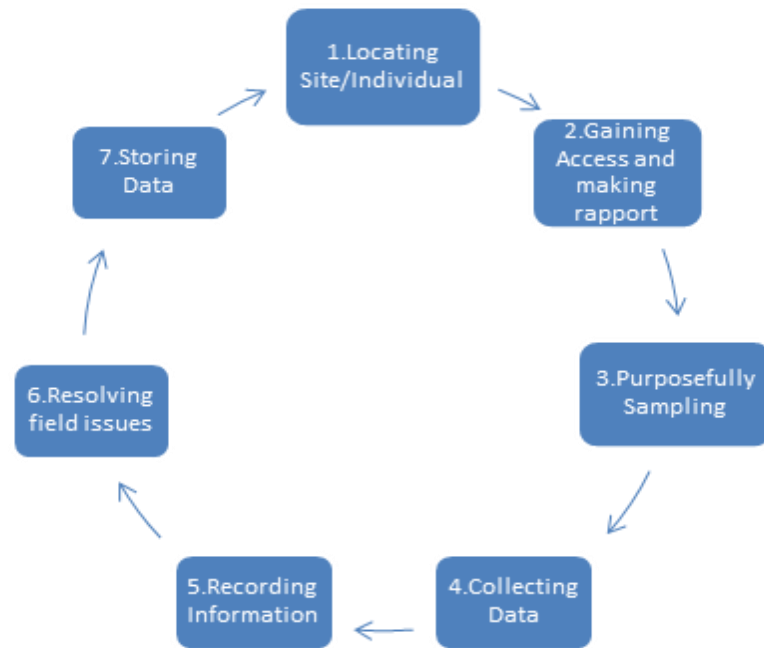 1.Locating
Site/Individual
2.Gaining
Access and
making
rapport
3.Purposefully
Sampling
4.Collecting
Data
5.Recording
Information
6.Resolving
field issues
7.Storing
Data